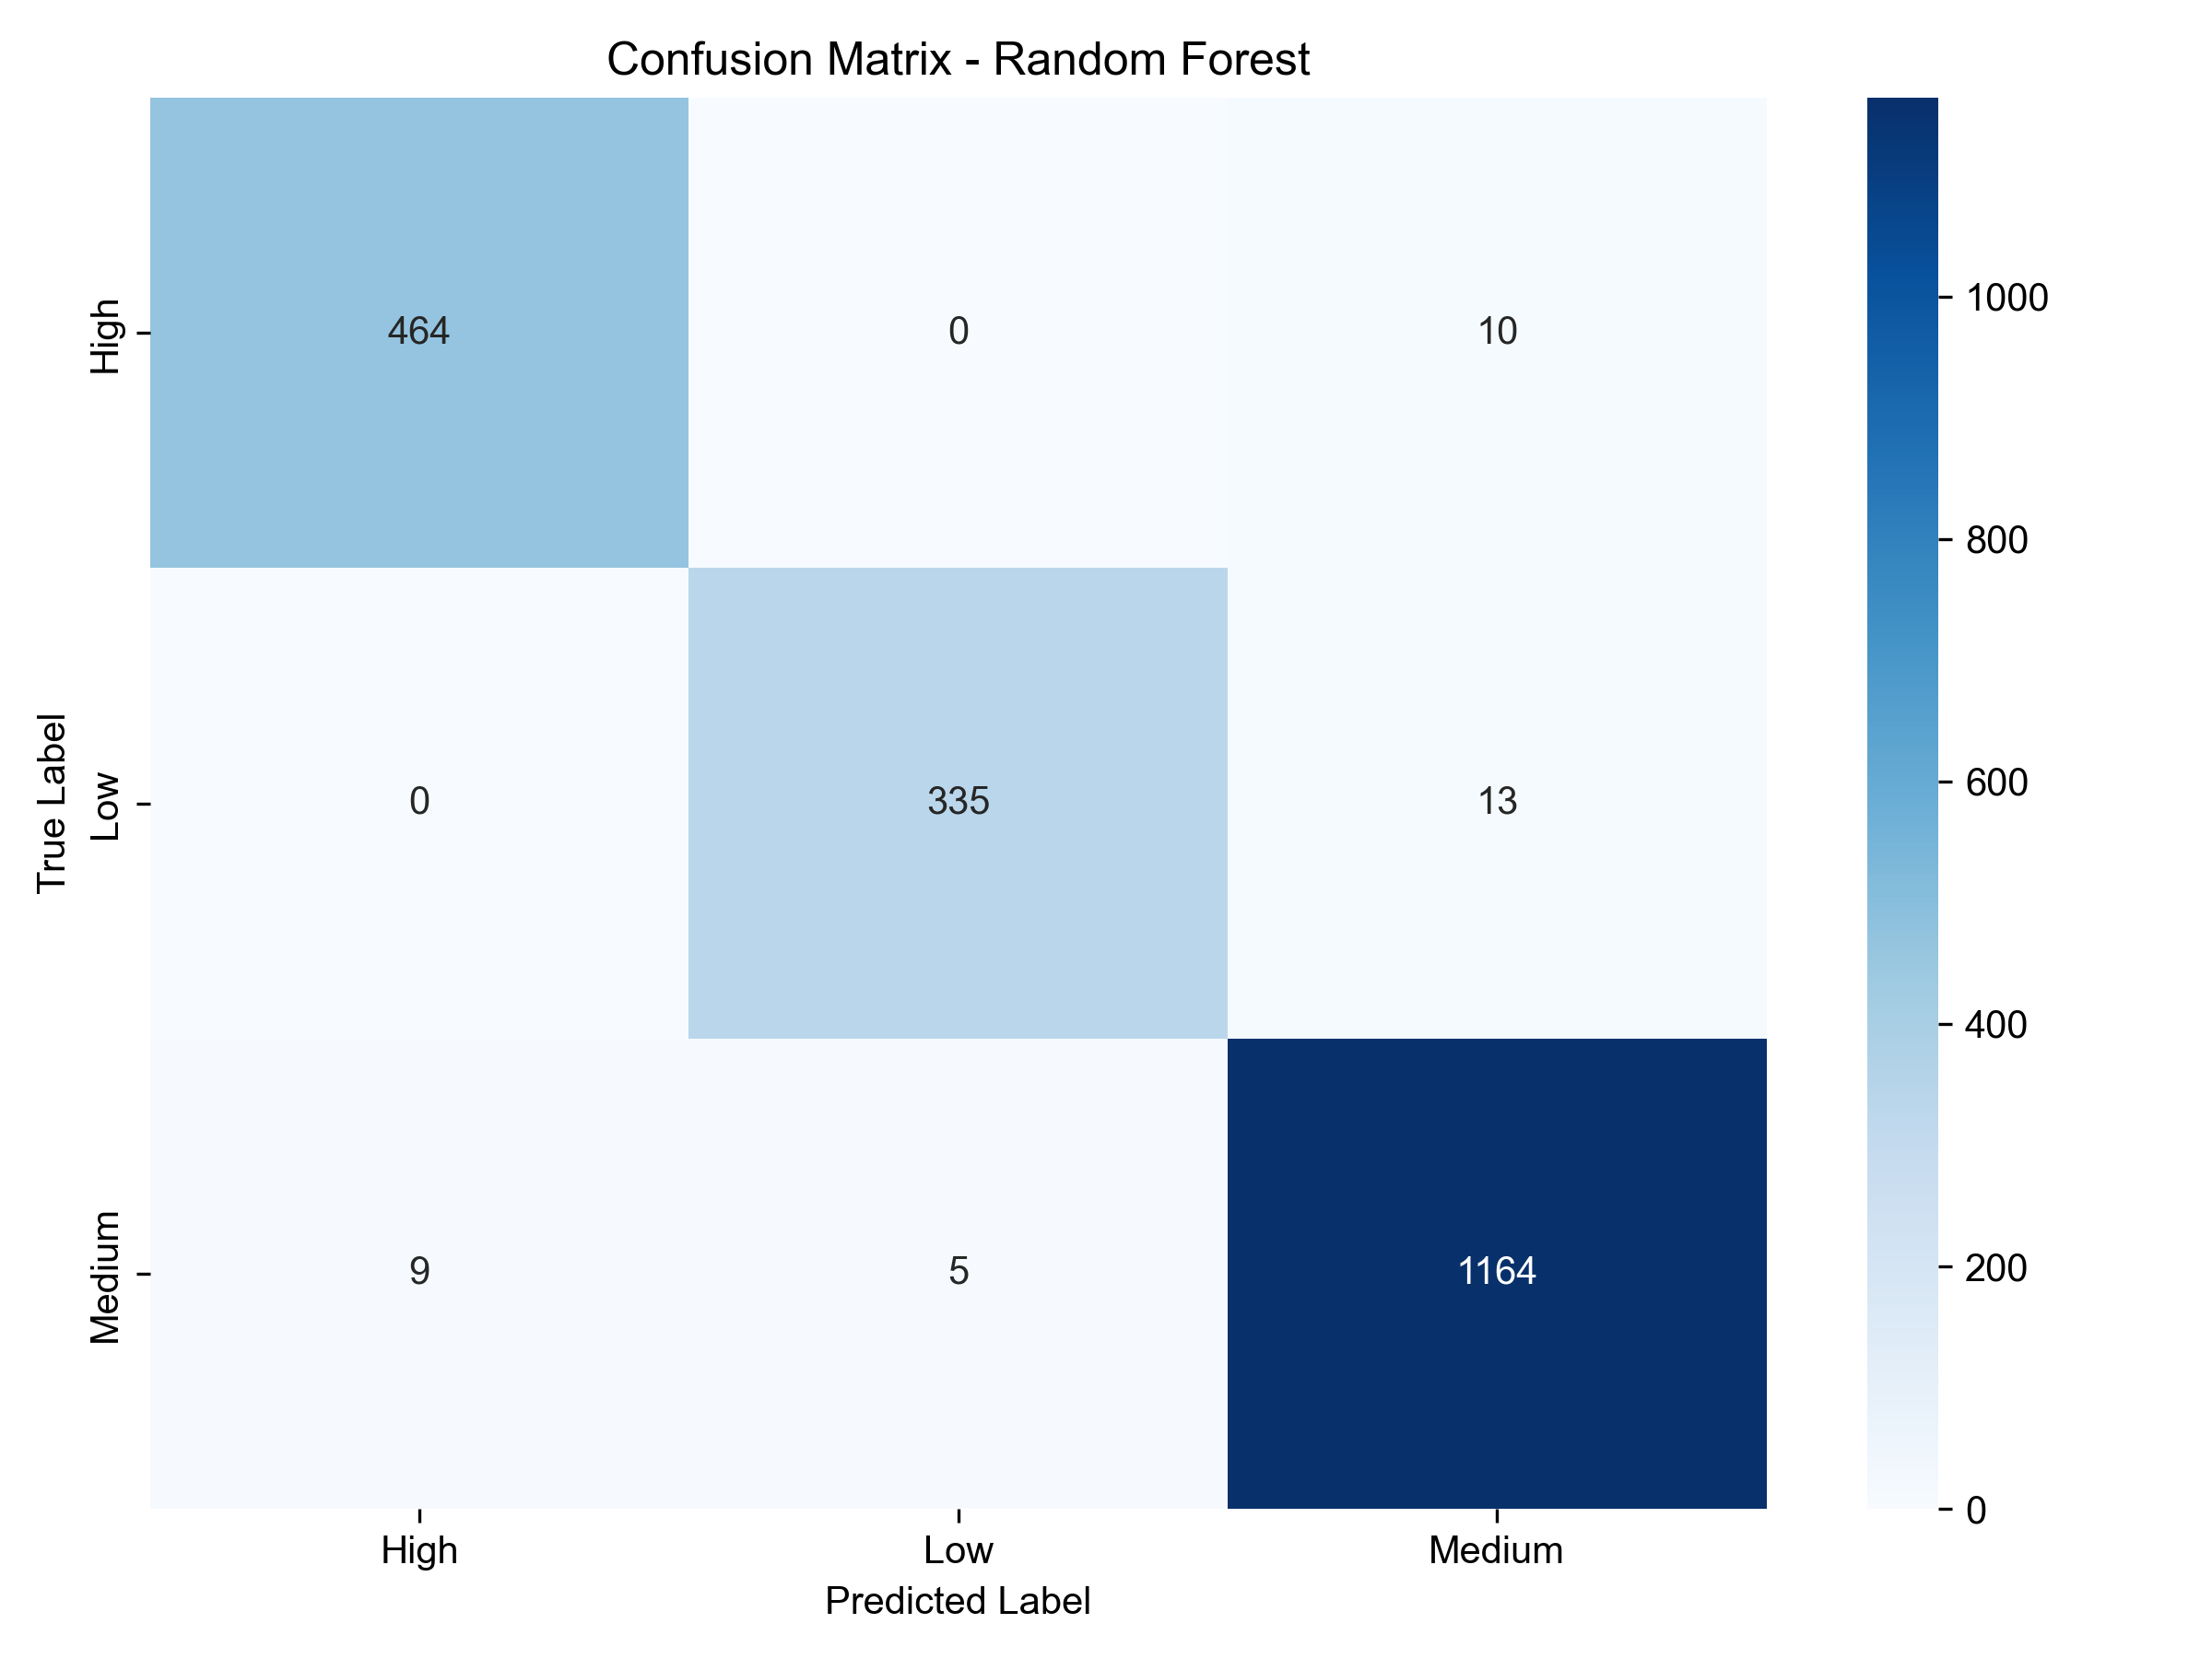 Confusion Matrix - Random Forest
True Label
High
Low
Medium
464 0 10
0 335 13
9 5 1164
High Low Medium
Predicted Label
1000
800
600
400
200
0